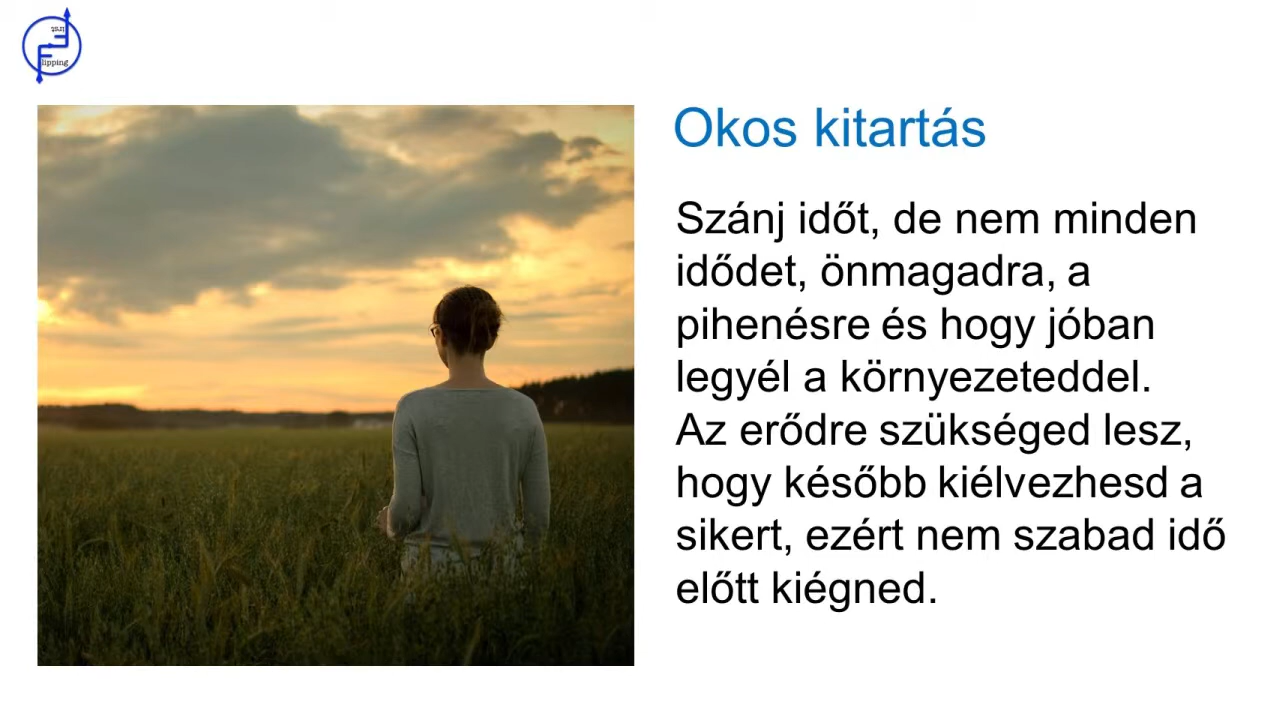 First
Flipping
Okos kitartás
Szánj időt, de nem minden
idődet, önmagadra, a
pihenésre és hogy jóban
legyél a környezeteddel.
Az erődre szükséged lesz,
hogy később kiélvezhesd a
sikert, ezért nem szabad idő
előtt kiégned.